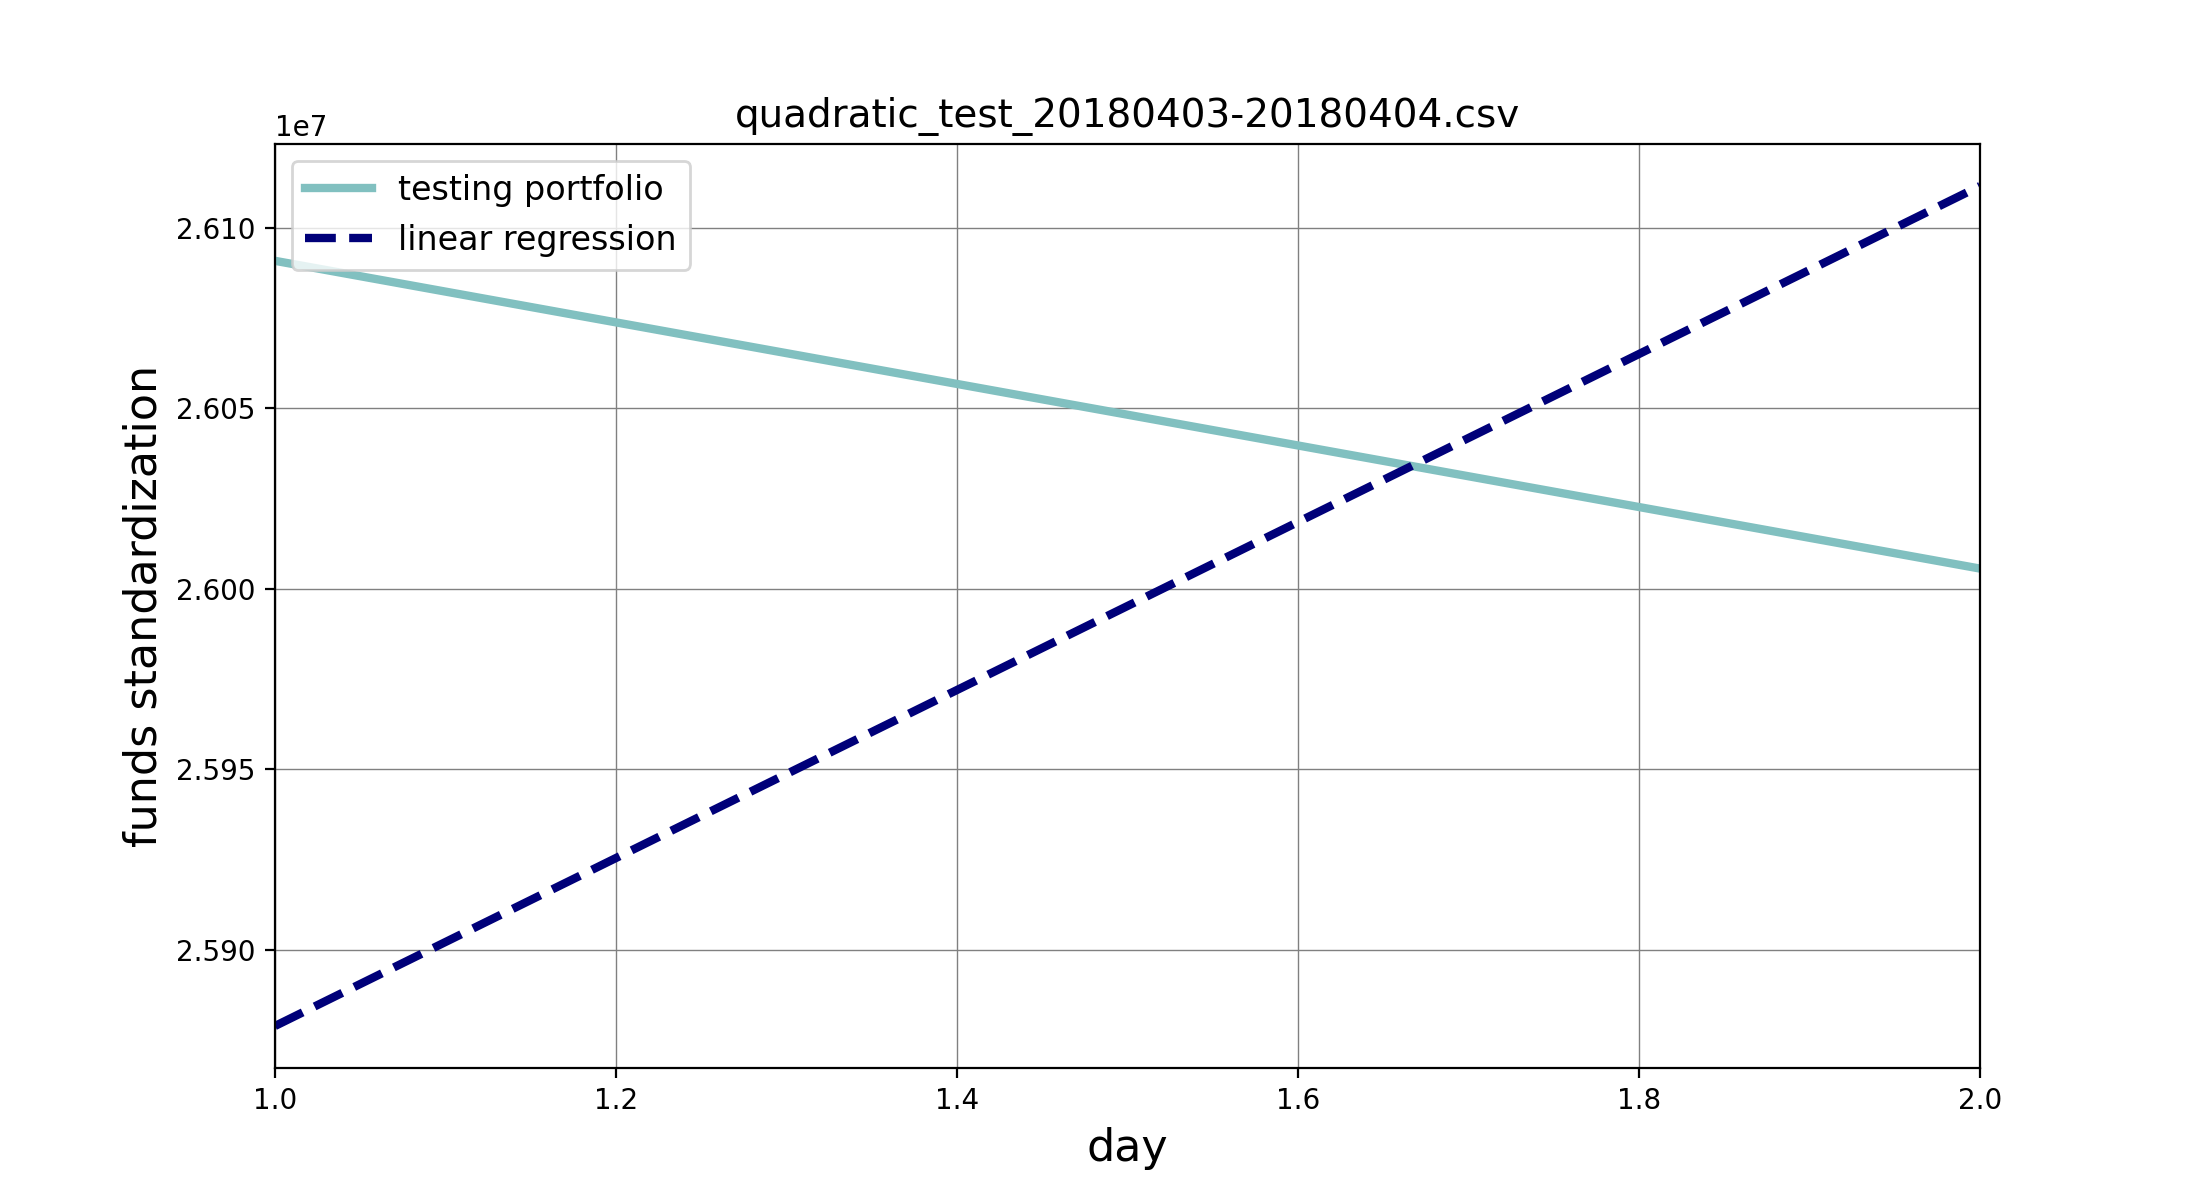 quadratic_test_20180403-20180404.csv
1e7
testing portfolio
linear regression
2.610
2.605
2.600
2.595
2.590
funds standardization
1.0 1.2 1.4 1.6 1.8 2.0
day